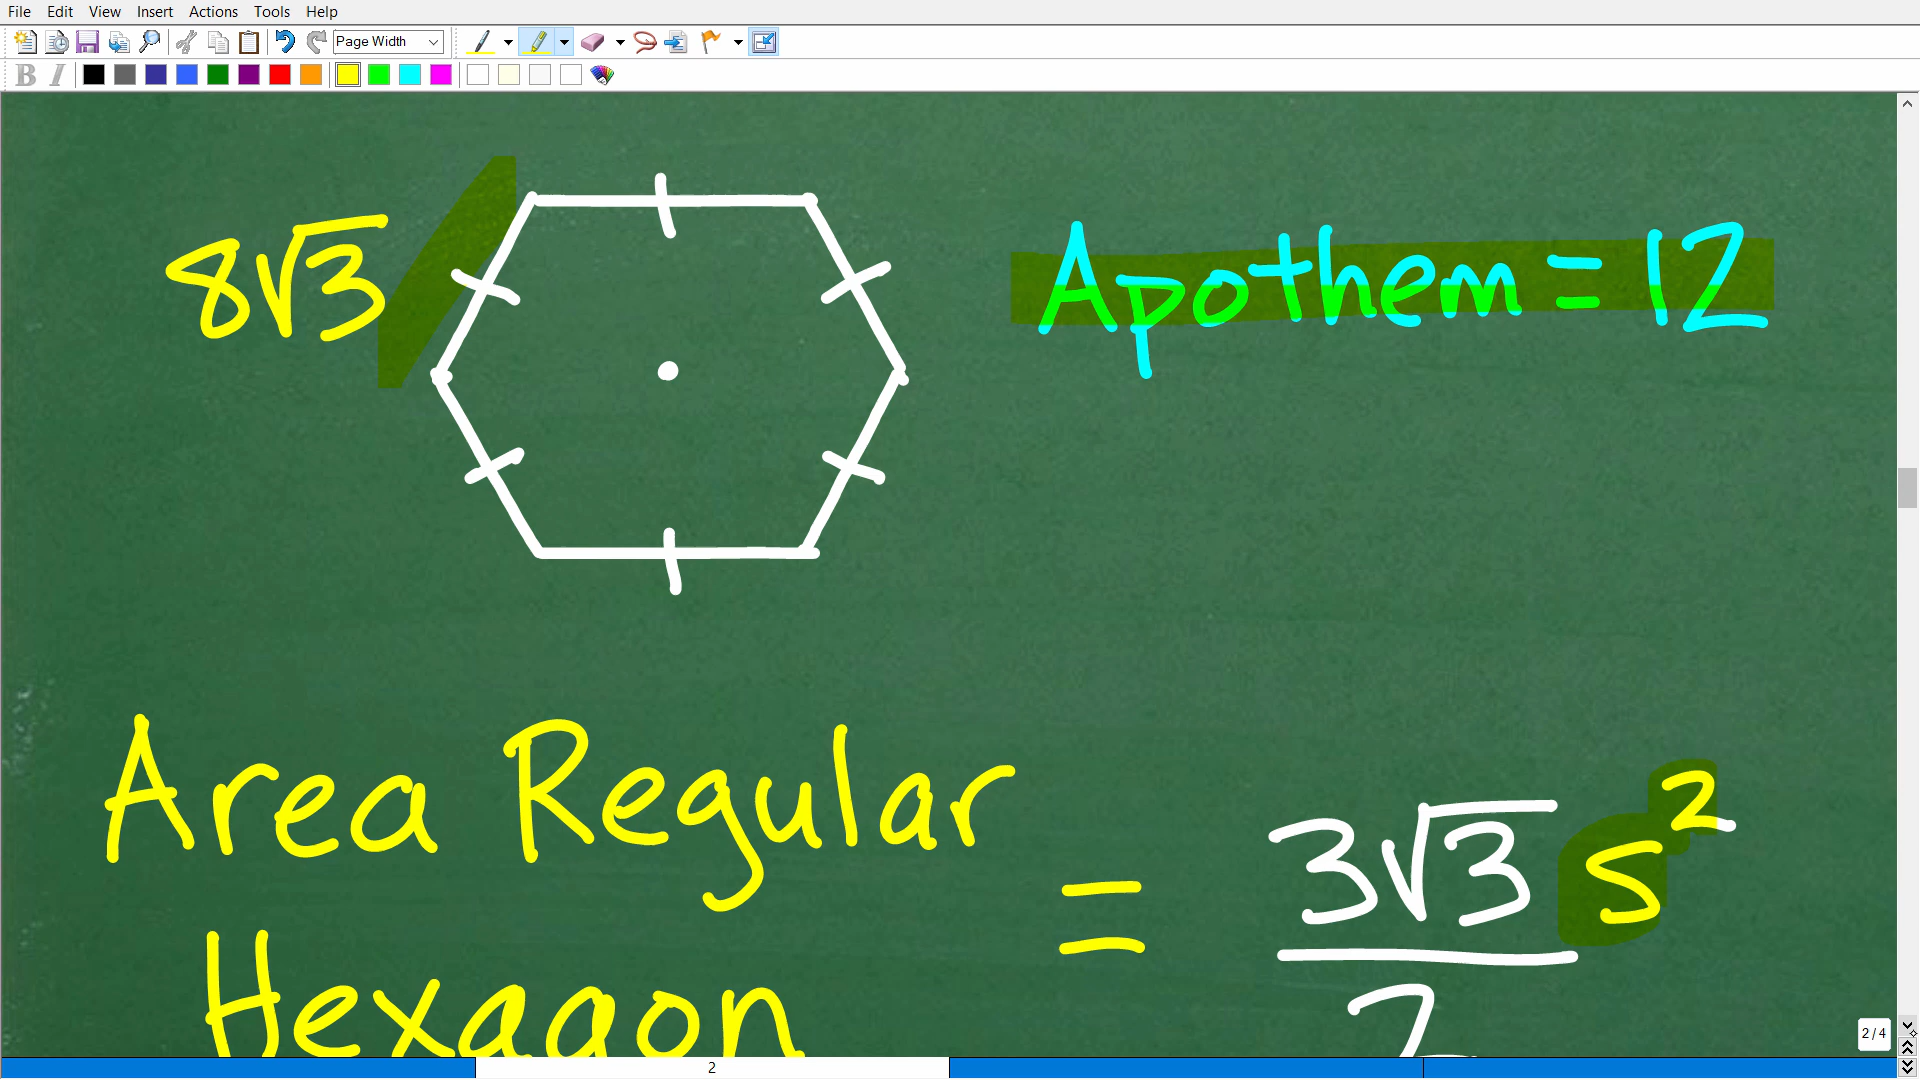 File Edit View Insert Actions Tools Help
Page Width
B I
8√3
Apothem = 12
Area Regular
Hexagon
=
3√3 s²
2
2 / 4
2